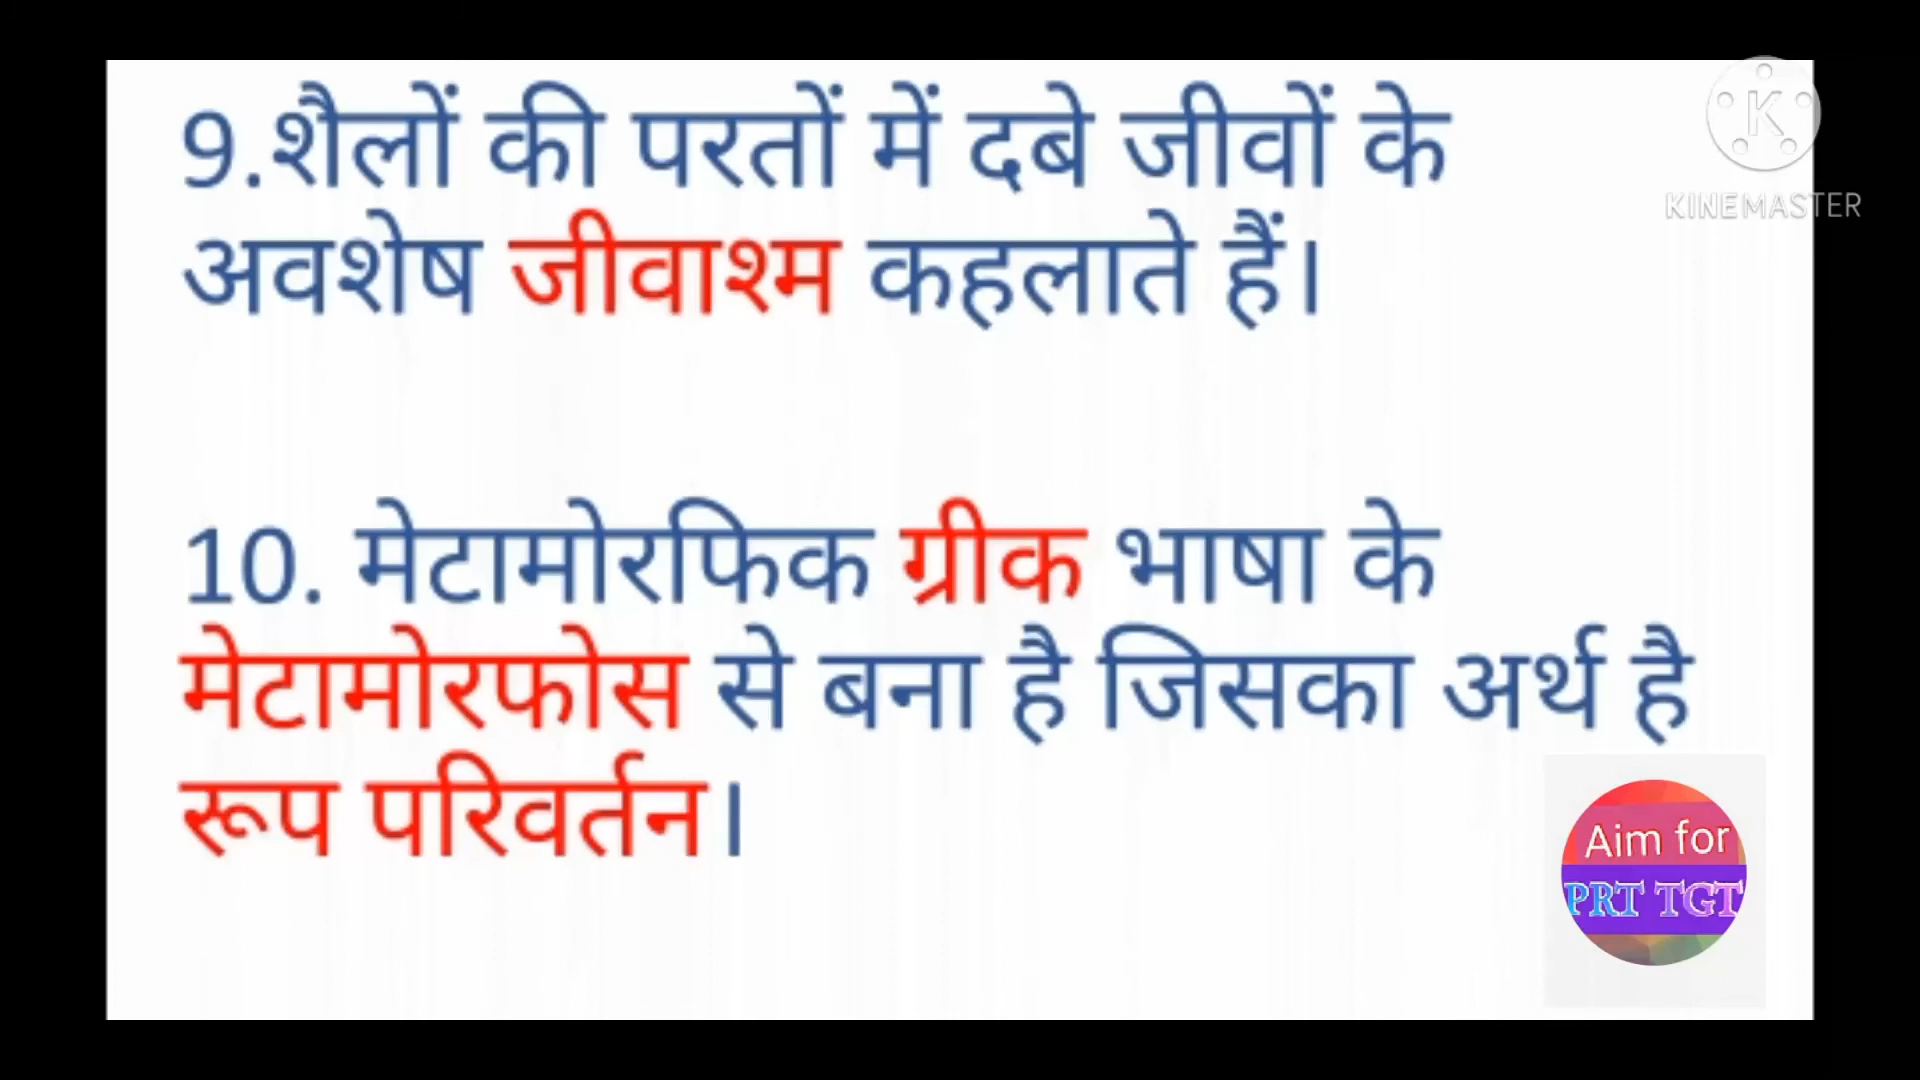 9.शैलों की परतों में दबे जीवों के
अवशेष जीवाश्म कहलाते हैं।
10. मेटामोरफिक ग्रीक भाषा के
मेटामोरफोस से बना है जिसका अर्थ है
रूप परिवर्तन।
K
KINEMASTER
Aim for
PRT TGT